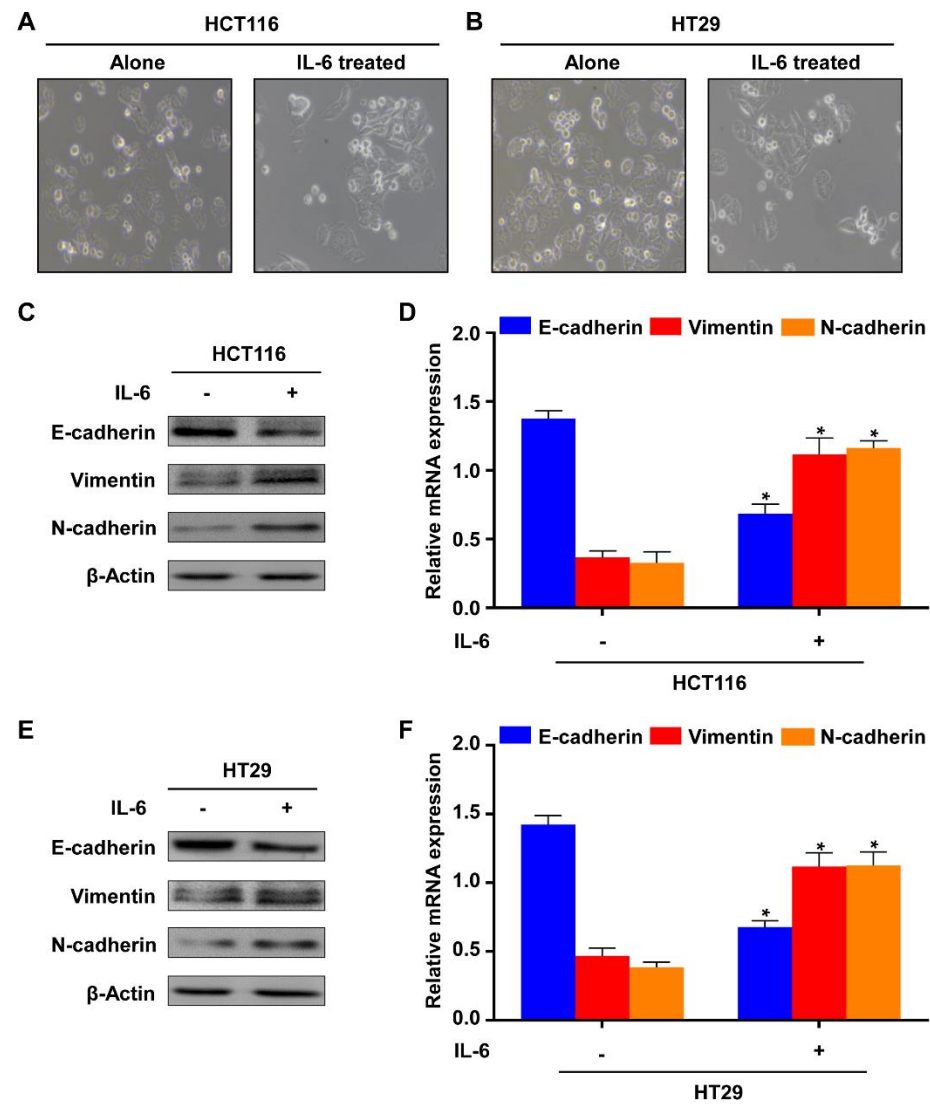 A
HCT116
Alone
IL-6 treated
B
HT29
Alone
IL-6 treated
C
HCT116
IL-6 - +
E-cadherin
Vimentin
N-cadherin
β-Actin
D
E-cadherin Vimentin N-cadherin
Relative mRNA expression
2.0
1.5
1.0
0.5
0.0
* * *
IL-6 - +
HCT116
E
HT29
IL-6 - +
E-cadherin
Vimentin
N-cadherin
β-Actin
F
E-cadherin Vimentin N-cadherin
Relative mRNA expression
2.0
1.5
1.0
0.5
0.0
* * *
IL-6 - +
HT29